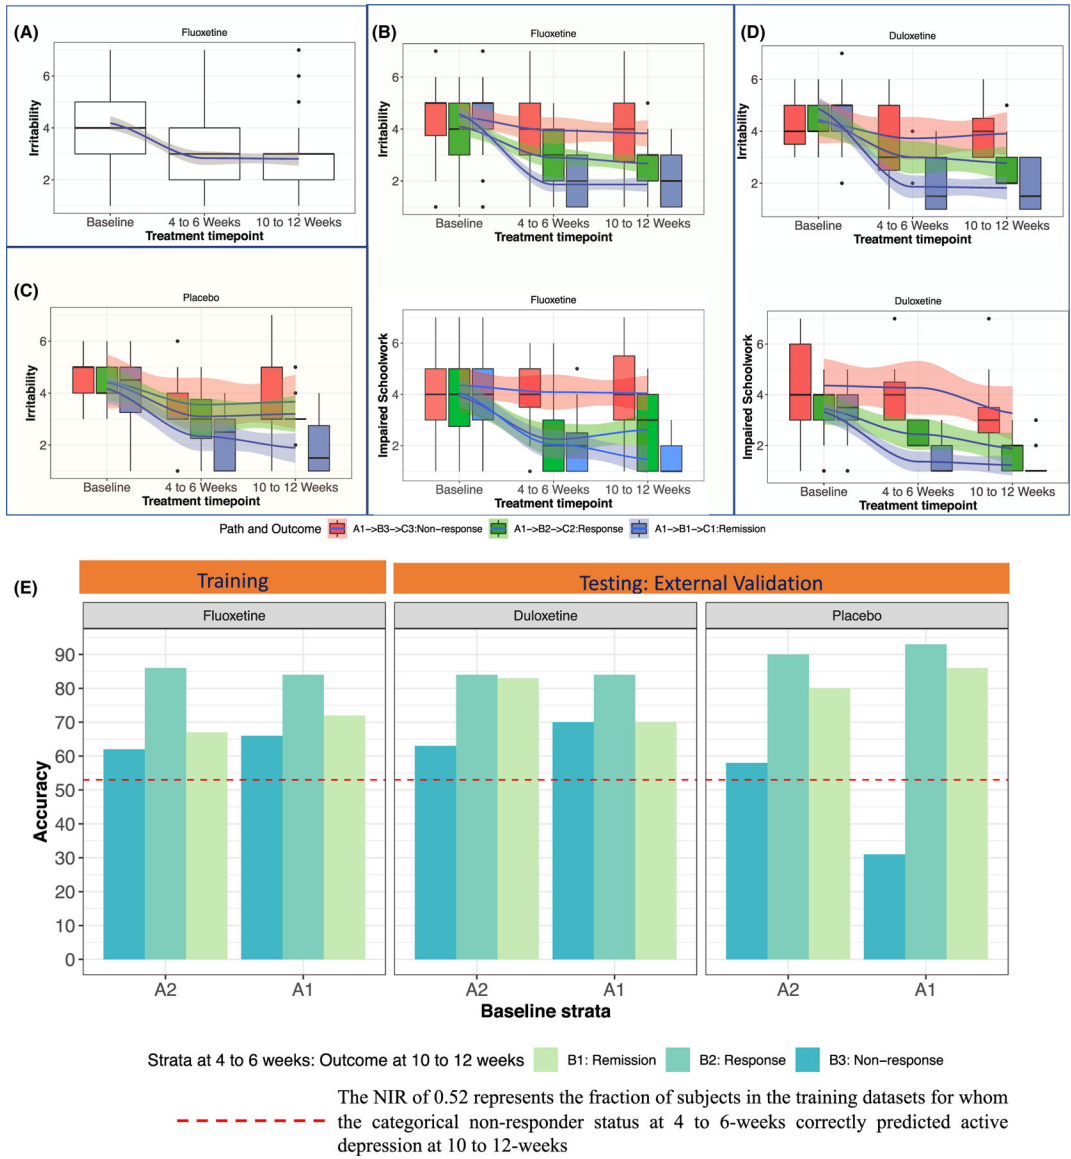 (A)
Fluoxetine
Irritability
6
4
2
Baseline
4 to 6 Weeks
10 to 12 Weeks
Treatment timepoint
(B)
Fluoxetine
Irritability
6
4
2
Baseline
4 to 6 Weeks
10 to 12 Weeks
Treatment timepoint
(D)
Duloxetine
Irritability
6
4
2
Baseline
4 to 6 Weeks
10 to 12 Weeks
Treatment timepoint
(C)
Placebo
Irritability
6
4
2
Baseline
4 to 6 Weeks
10 to 12 Weeks
Treatment timepoint
Fluoxetine
Impaired Schoolwork
6
4
2
Baseline
4 to 6 Weeks
10 to 12 Weeks
Treatment timepoint
Duloxetine
Impaired Schoolwork
6
4
2
Baseline
4 to 6 Weeks
10 to 12 Weeks
Treatment timepoint
Path and Outcome
A1->B3->C3:Non-response
A1->B2->C2:Response
A1->B1->C1:Remission
(E)
Training
Testing: External Validation
Fluoxetine
Duloxetine
Placebo
Accuracy
90
80
70
60
50
40
30
20
10
0
A2
A1
A2
A1
A2
A1
Baseline strata
Strata at 4 to 6 weeks: Outcome at 10 to 12 weeks
B1: Remission
B2: Response
B3: Non-response
The NIR of 0.52 represents the fraction of subjects in the training datasets for whom
the categorical non-responder status at 4 to 6-weeks correctly predicted active
depression at 10 to 12-weeks